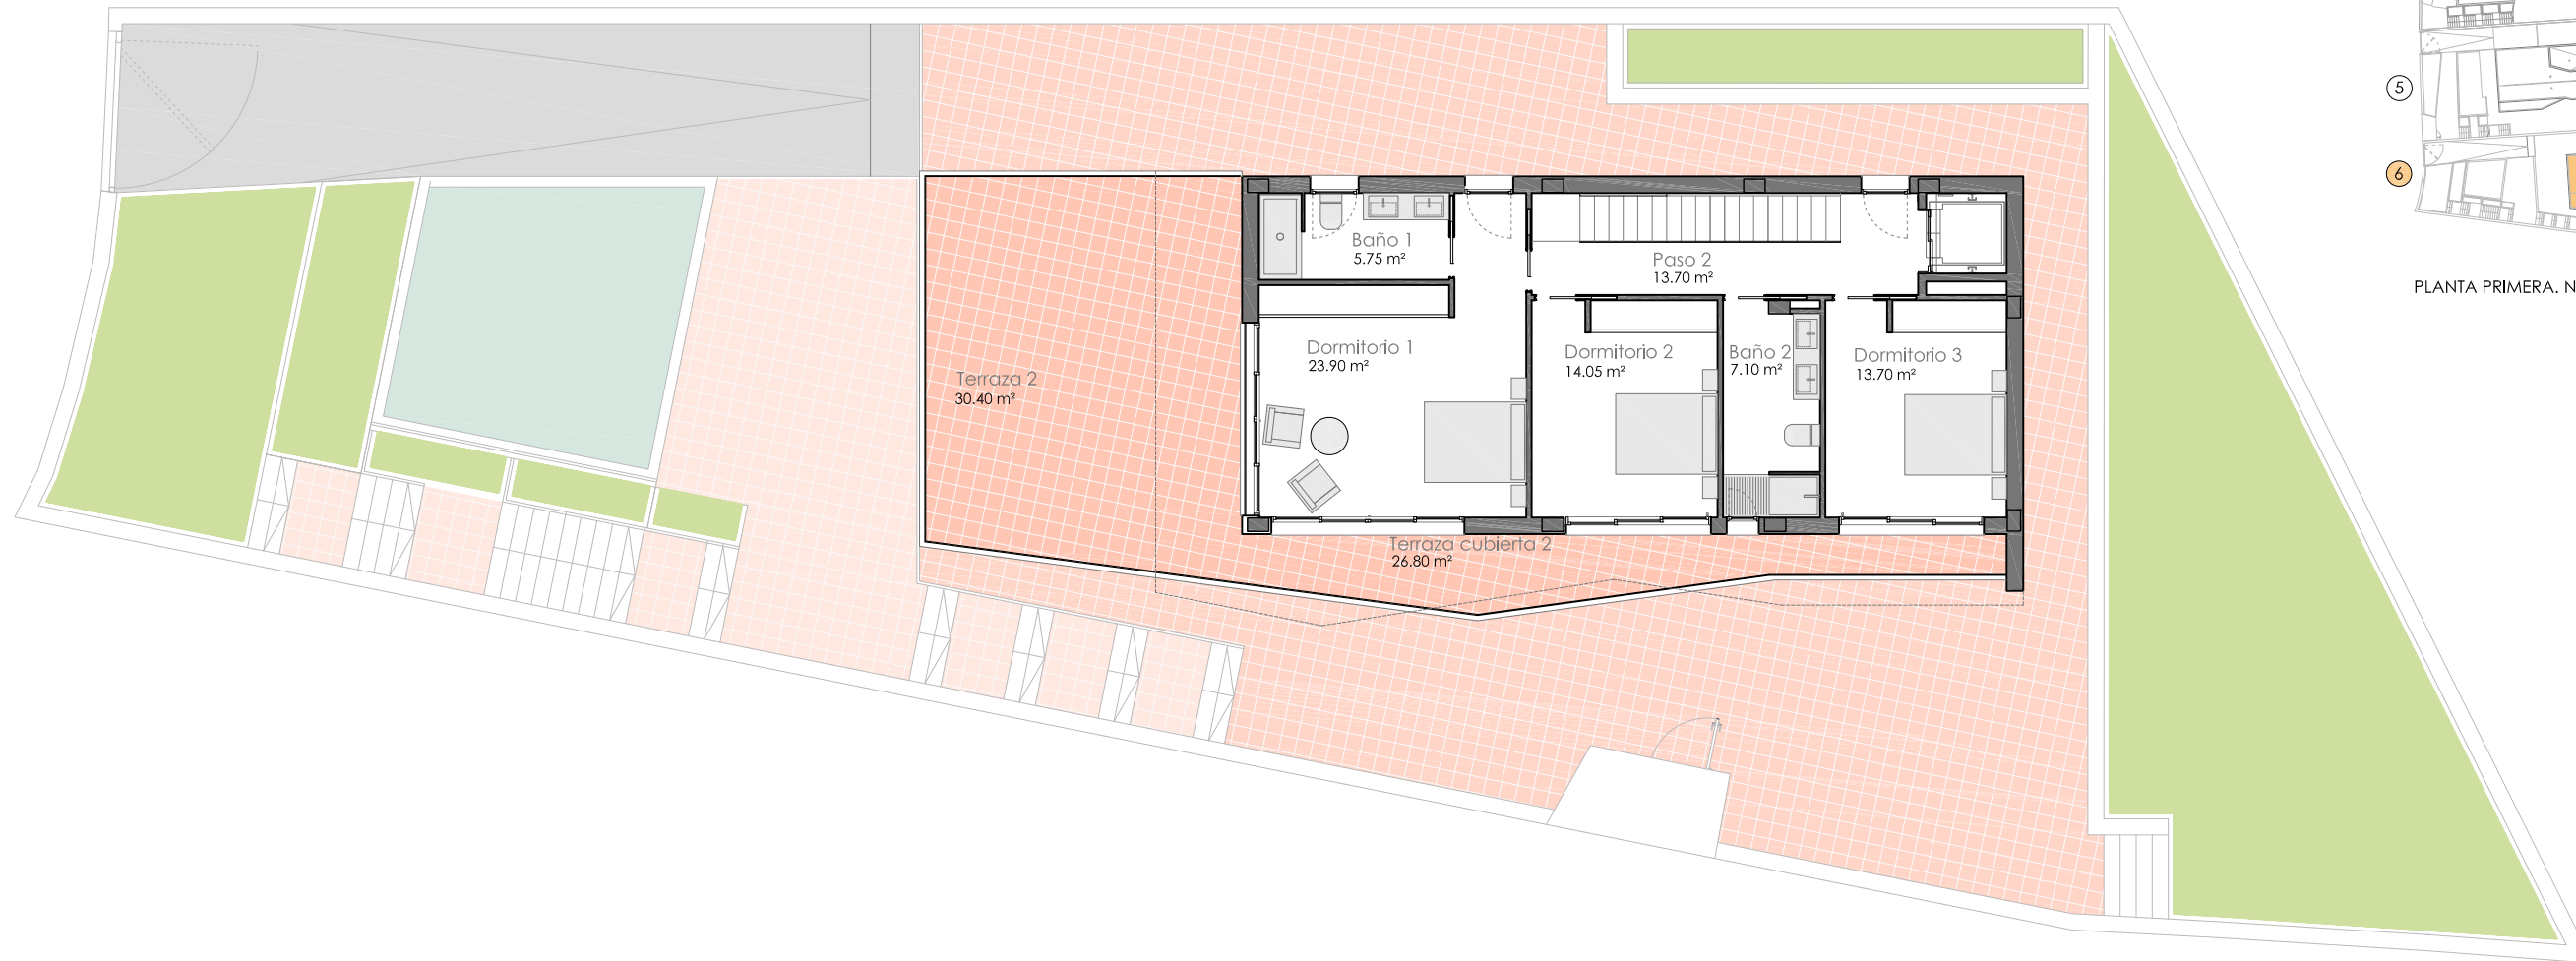 5
6
PLANTA PRIMERA. N
Baño 1
5.75 m²
Paso 2
13.70 m²
Dormitorio 1
23.90 m²
Dormitorio 2
14.05 m²
Baño 2
7.10 m²
Dormitorio 3
13.70 m²
Terraza 2
30.40 m²
Terraza cubierta 2
26.80 m²